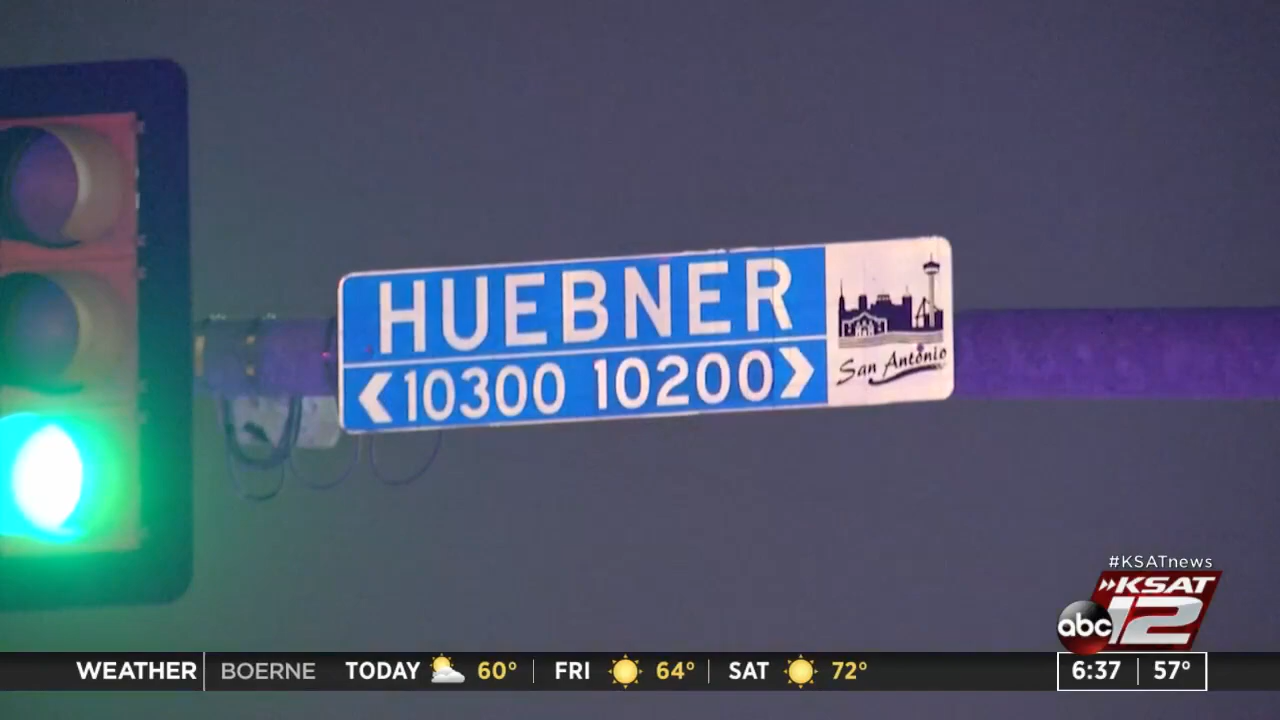 HUEBNER
10300 10200
San Antonio
#KSATnews
KSAT
abc 12
WEATHER BOERNE TODAY 60° FRI 64° SAT 72°
6:37 57°